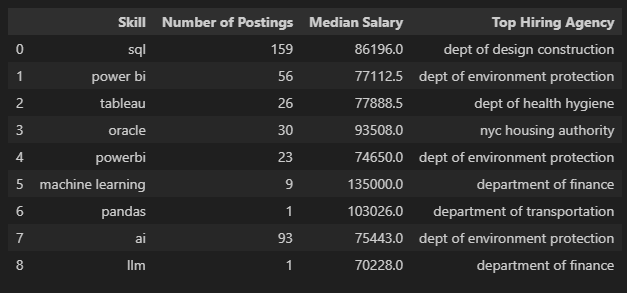 Skill Number of Postings Median Salary Top Hiring Agency
0 sql 159 86196.0 dept of design construction
1 power bi 56 77112.5 dept of environment protection
2 tableau 26 77888.5 dept of health hygiene
3 oracle 30 93508.0 nyc housing authority
4 powerbi 23 74650.0 dept of environment protection
5 machine learning 9 135000.0 department of finance
6 pandas 1 103026.0 department of transportation
7 ai 93 75443.0 dept of environment protection
8 llm 1 70228.0 department of finance